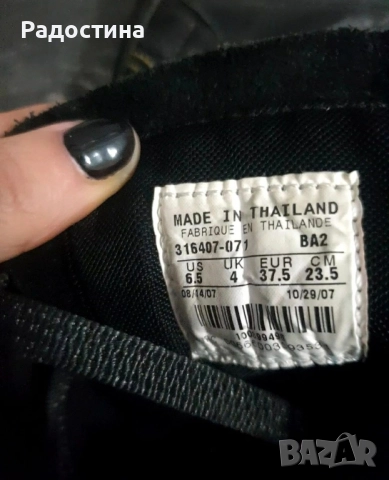 Радостина
MADE IN THAILAND
FABRIQUE EN THAILANDE
316407-071 BA2
US UK EUR CM
6.5 4 37.5 23.5
08/14/07 10/29/07
BAZAR